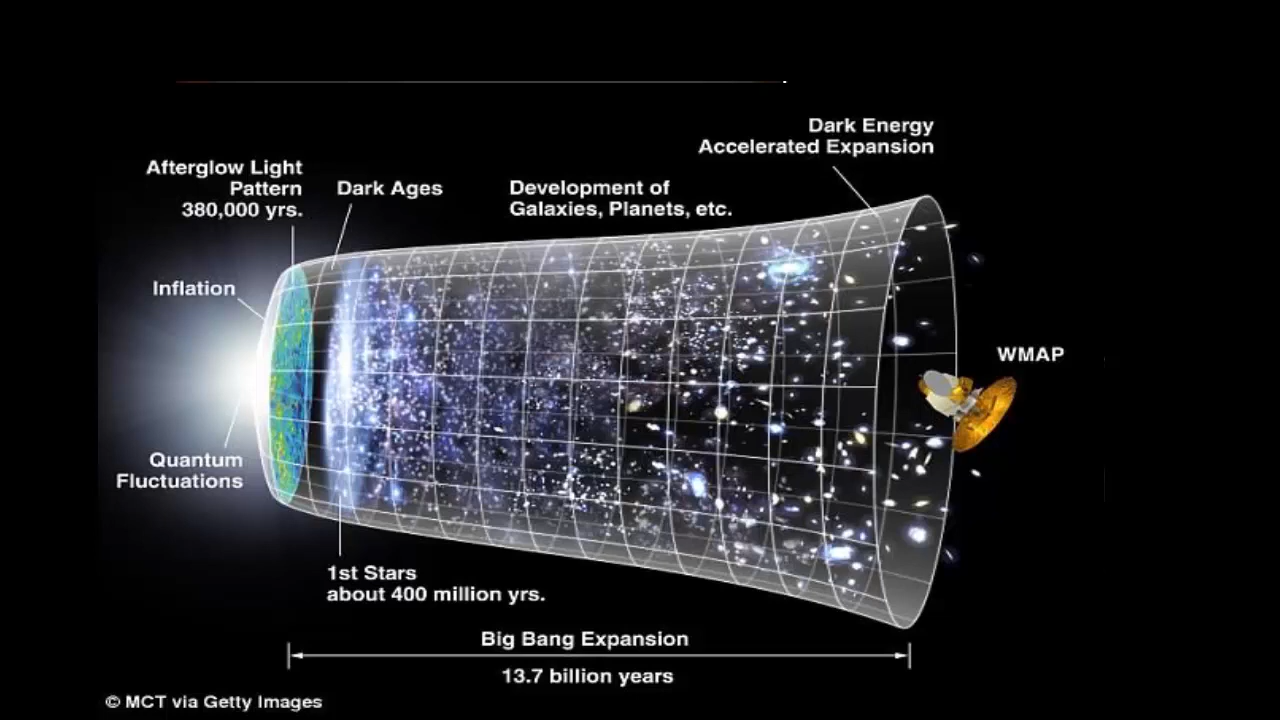 Dark Energy
Accelerated Expansion
Afterglow Light
Pattern
380,000 yrs.
Dark Ages
Development of
Galaxies, Planets, etc.
Inflation
WMAP
Quantum
Fluctuations
1st Stars
about 400 million yrs.
Big Bang Expansion
13.7 billion years
© MCT via Getty Images